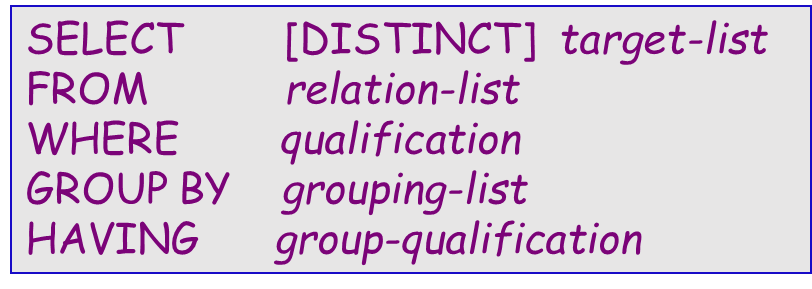 SELECT [DISTINCT] target-list
FROM relation-list
WHERE qualification
GROUP BY grouping-list
HAVING group-qualification